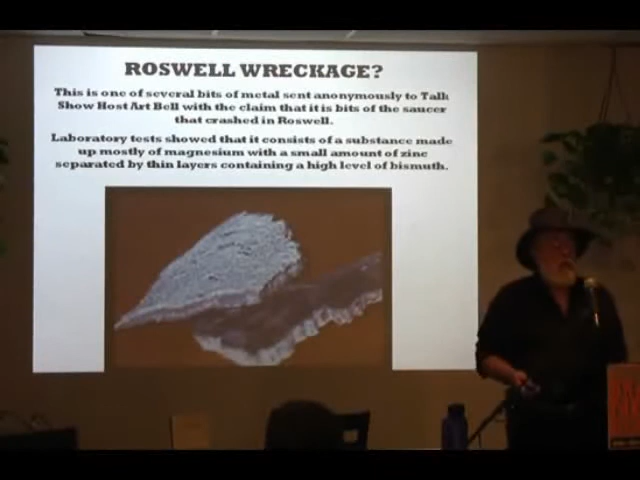 ROSWELL WRECKAGE?
This is one of several bits of metal sent anonymously to Talk
Show Host Art Bell with the claim that it is bits of the saucer
that crashed in Roswell.
Laboratory tests showed that it consists of a substance made
up mostly of magnesium with a small amount of zinc
separated by thin layers containing a high level of bismuth.